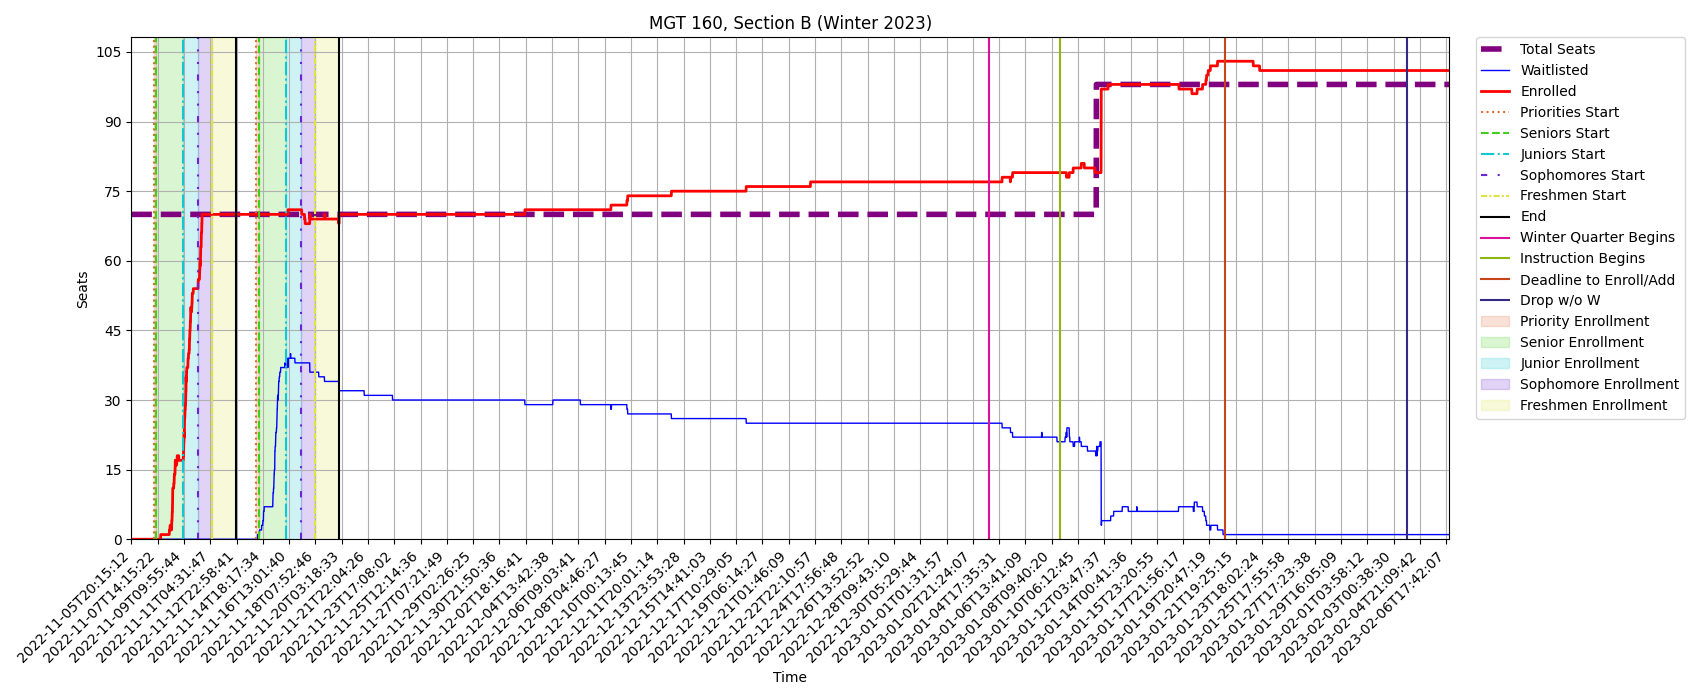 MGT 160, Section B (Winter 2023)
105
90
75
60
45
30
15
0
Seats
2022-11-05T20:15:12
2022-11-07T14:15:22
2022-11-09T09:55:44
2022-11-11T04:31:47
2022-11-12T22:58:41
2022-11-14T18:17:34
2022-11-16T13:01:40
2022-11-18T07:52:46
2022-11-20T03:18:33
2022-11-21T22:04:26
2022-11-23T17:08:02
2022-11-25T12:14:36
2022-11-27T07:21:49
2022-11-29T02:26:25
2022-11-30T21:50:36
2022-12-02T18:16:41
2022-12-04T13:42:38
2022-12-06T09:03:41
2022-12-08T04:46:27
2022-12-10T00:13:45
2022-12-11T20:01:14
2022-12-13T23:53:28
2022-12-15T14:41:03
2022-12-17T10:29:05
2022-12-19T06:14:27
2022-12-21T01:46:09
2022-12-22T22:10:57
2022-12-24T17:56:48
2022-12-26T13:52:52
2022-12-28T09:43:10
2022-12-30T05:29:44
2023-01-01T01:31:57
2023-01-02T21:24:07
2023-01-04T17:35:31
2023-01-06T13:41:09
2023-01-08T09:40:20
2023-01-10T06:12:45
2023-01-12T03:47:37
2023-01-14T00:41:36
2023-01-15T23:20:55
2023-01-17T21:56:17
2023-01-19T20:47:19
2023-01-21T19:25:15
2023-01-23T18:02:24
2023-01-25T17:55:58
2023-01-27T17:23:38
2023-01-29T16:05:09
2023-02-01T03:58:12
2023-02-03T00:38:30
2023-02-04T21:09:42
2023-02-06T17:42:07
Time
Total Seats
Waitlisted
Enrolled
Priorities Start
Seniors Start
Juniors Start
Sophomores Start
Freshmen Start
End
Winter Quarter Begins
Instruction Begins
Deadline to Enroll/Add
Drop w/o W
Priority Enrollment
Senior Enrollment
Junior Enrollment
Sophomore Enrollment
Freshmen Enrollment